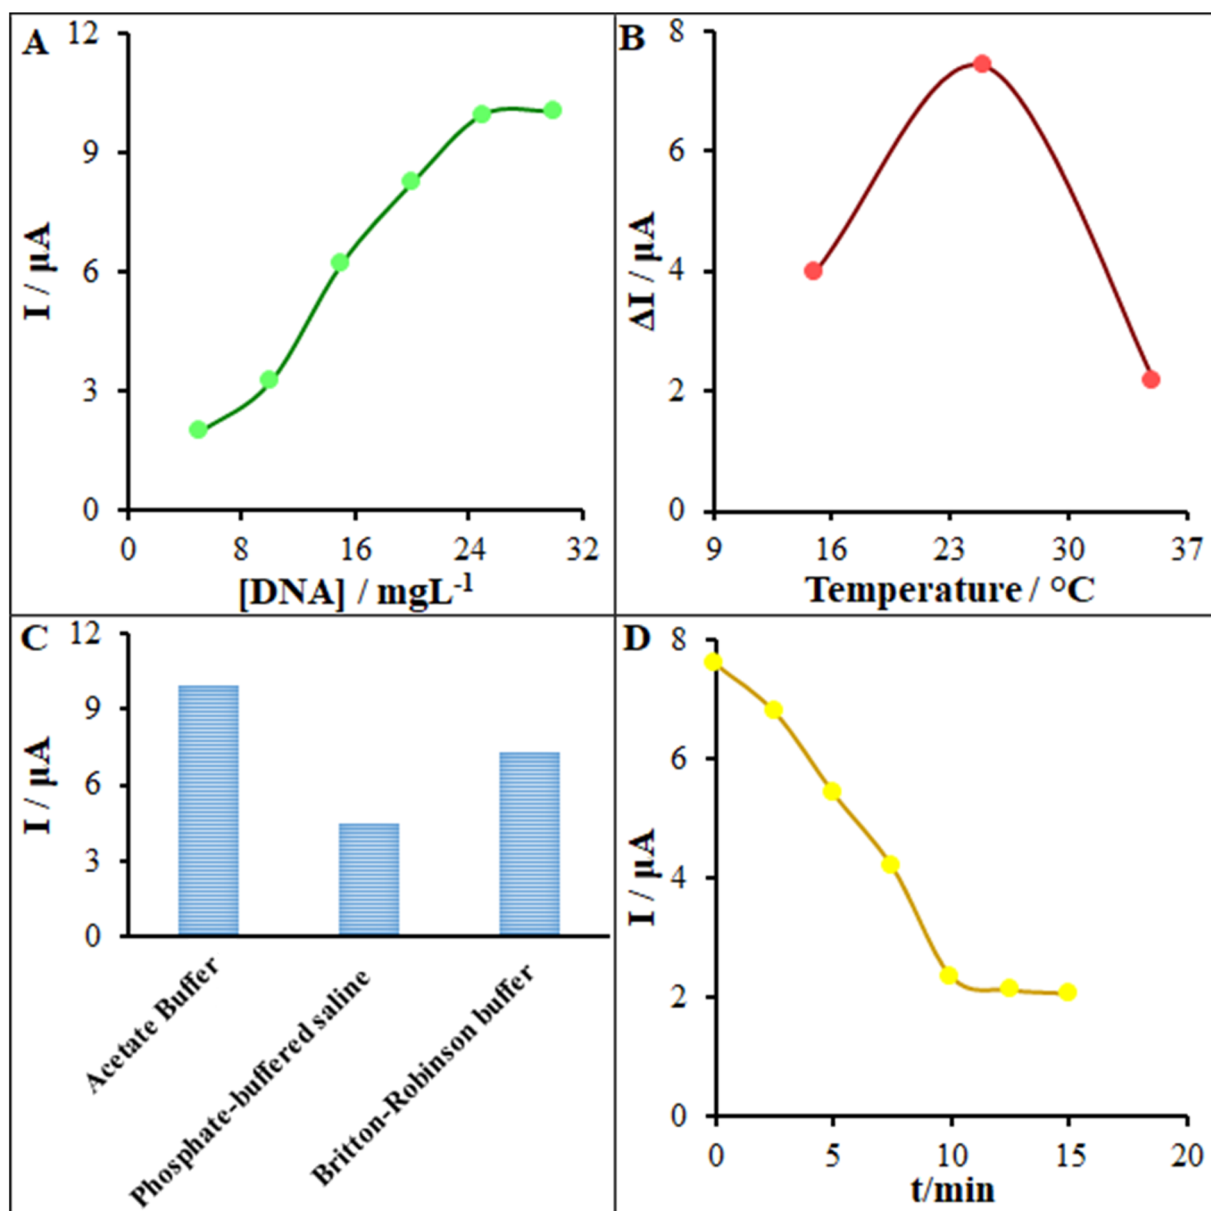 A
12
9
6
3
0
I / µA
0 8 16 24 32
[DNA] / mgL-1
B
8
6
4
2
0
ΔI / µA
9 16 23 30 37
Temperature / °C
C
12
9
6
3
0
I / µA
Acetate Buffer
Phosphate-buffered saline
Britton-Robinson buffer
D
8
6
4
2
0
I / µA
0 5 10 15 20
t/min